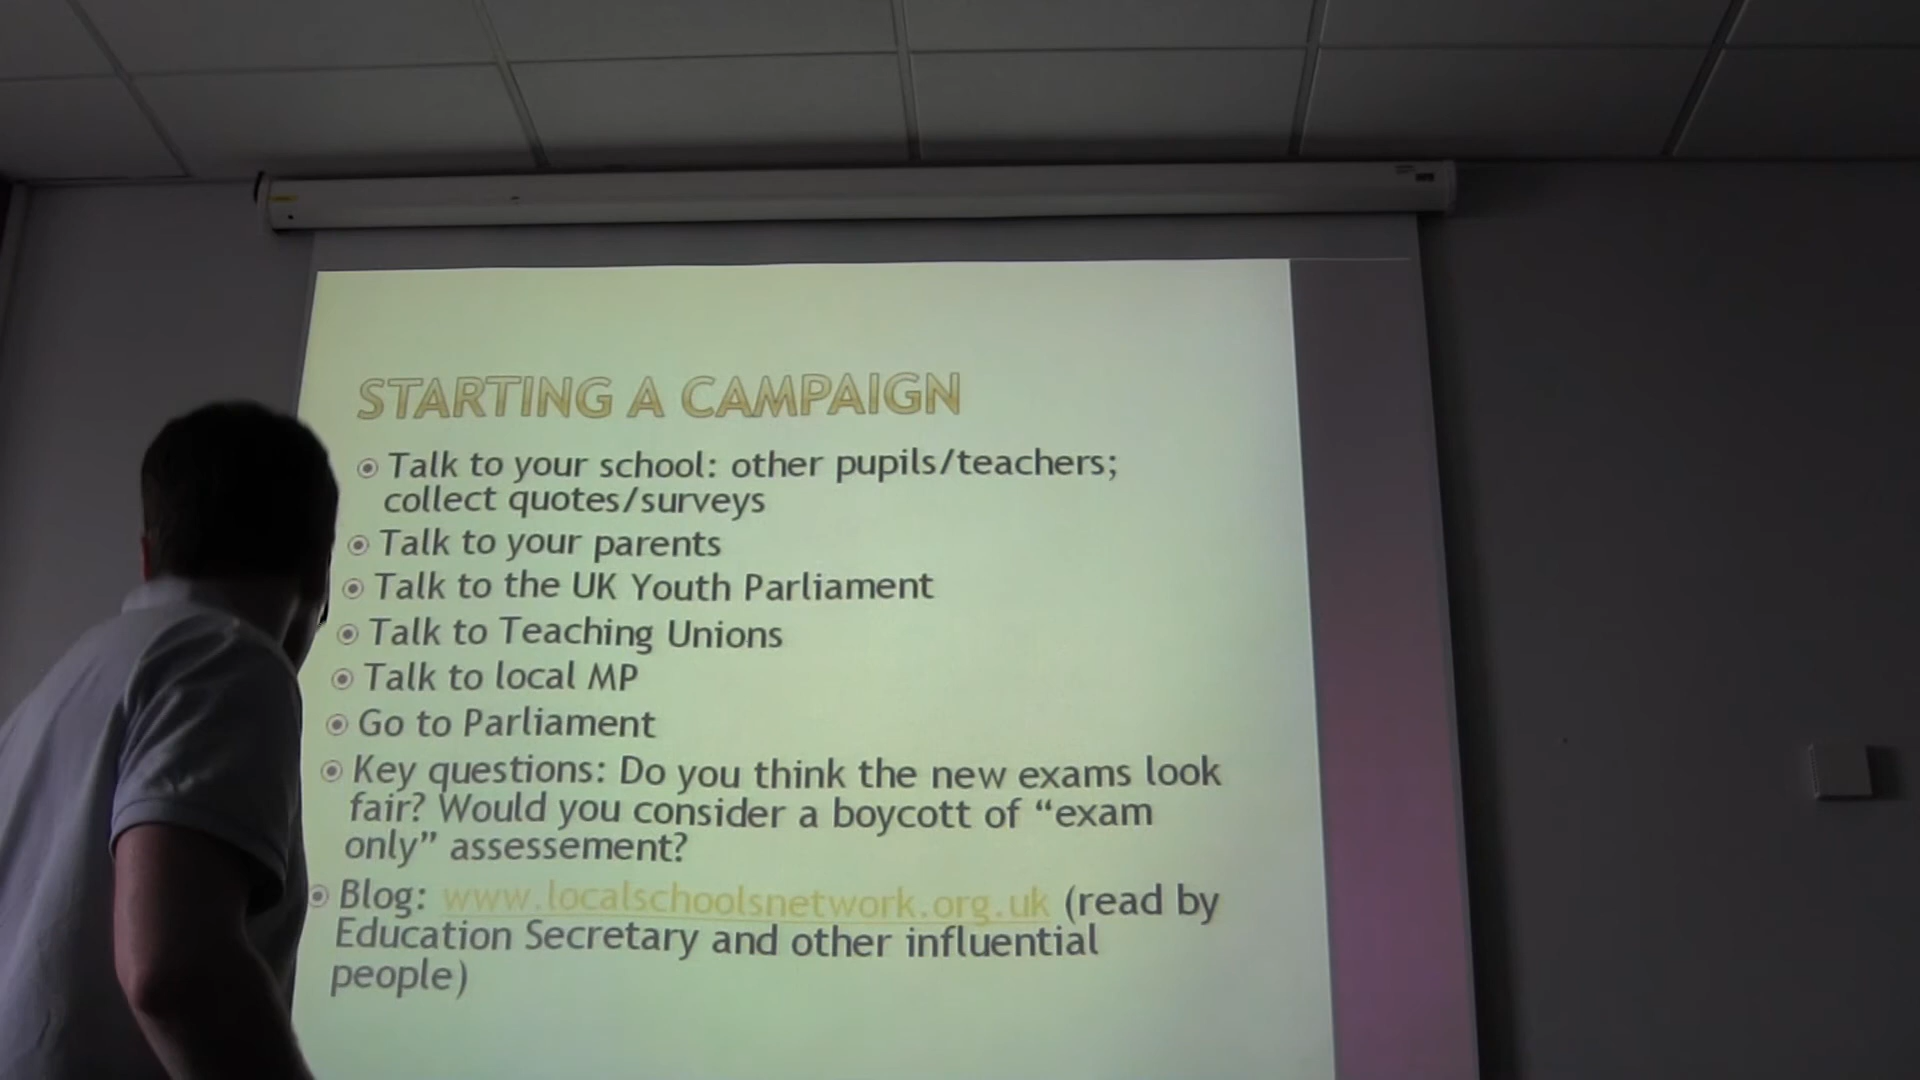 STARTING A CAMPAIGN
Talk to your school: other pupils/teachers;
collect quotes/surveys
Talk to your parents
Talk to the UK Youth Parliament
Talk to Teaching Unions
Talk to local MP
Go to Parliament
Key questions: Do you think the new exams look
fair? Would you consider a boycott of “exam
only” assessement?
Blog: www.localschoolsnetwork.org.uk (read by
Education Secretary and other influential
people)